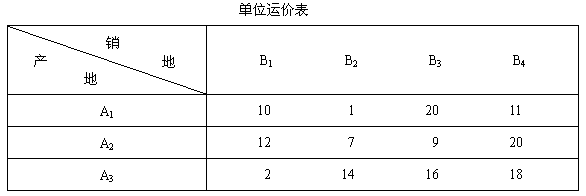 单位运价表
销
产 地 B₁ B₂ B₃ B₄
地
A₁ 10 1 20 11
A₂ 12 7 9 20
A₃ 2 14 16 18